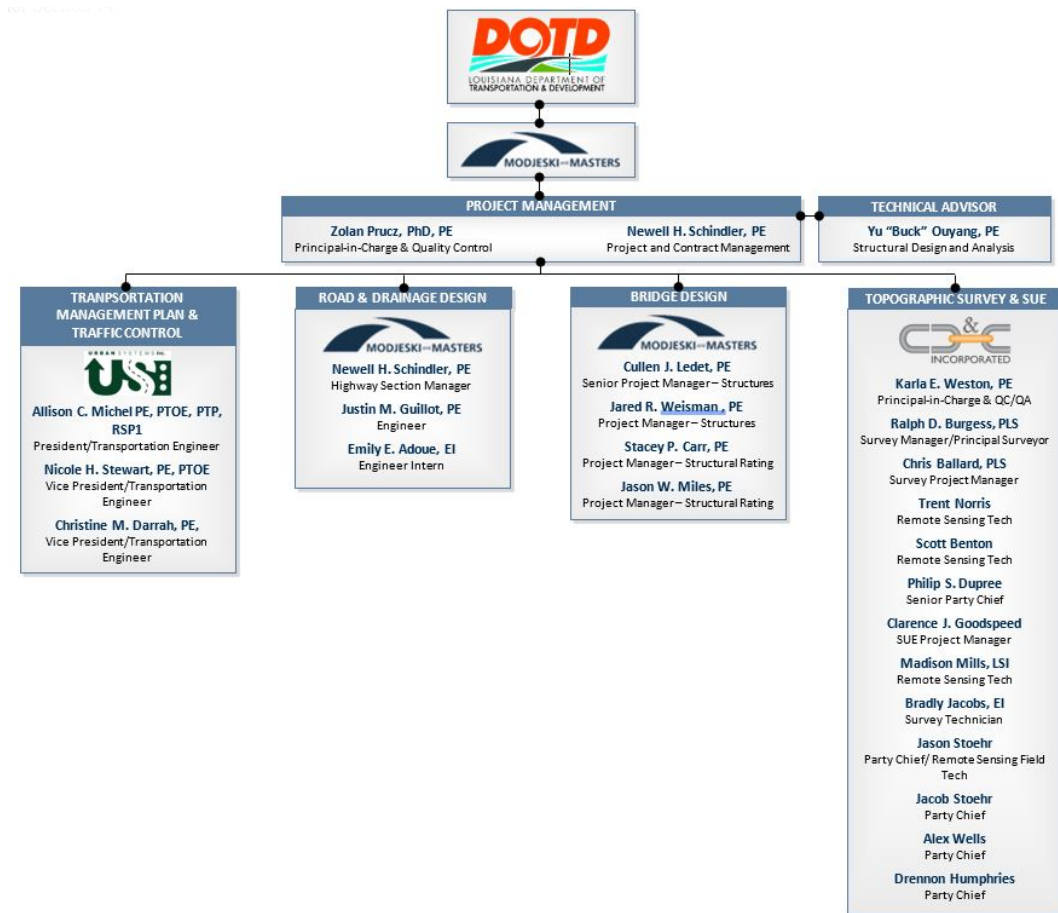 DOTD
LOUISIANA DEPARTMENT OF
TRANSPORTATION & DEVELOPMENT
MODJESKI and MASTERS
PROJECT MANAGEMENT
Zolan Prucz, PhD, PE
Principal-in-Charge & Quality Control
Newell H. Schindler, PE
Project and Contract Management
TECHNICAL ADVISOR
Yu “Buck” Ouyang, PE
Structural Design and Analysis
TRANPSORTATION
MANAGEMENT PLAN &
TRAFFIC CONTROL
URBAN SYSTEMS Inc.
USI
Allison C. Michel PE, PTOE, PTP,
RSP1
President/Transportation Engineer
Nicole H. Stewart, PE, PTOE
Vice President/Transportation
Engineer
Christine M. Darrah, PE,
Vice President/Transportation
Engineer
ROAD & DRAINAGE DESIGN
MODJESKI and MASTERS
Newell H. Schindler, PE
Highway Section Manager
Justin M. Guillot, PE
Engineer
Emily E. Adoue, EI
Engineer Intern
BRIDGE DESIGN
MODJESKI and MASTERS
Cullen J. Ledet, PE
Senior Project Manager – Structures
Jared R. Weisman , PE
Project Manager – Structures
Stacey P. Carr, PE
Project Manager – Structural Rating
Jason W. Miles, PE
Project Manager – Structural Rating
TOPOGRAPHIC SURVEY & SUE
C&C
INCORPORATED
Karla E. Weston, PE
Principal-in-Charge & QC/QA
Ralph D. Burgess, PLS
Survey Manager/Principal Surveyor
Chris Ballard, PLS
Survey Project Manager
Trent Norris
Remote Sensing Tech
Scott Benton
Remote Sensing Tech
Philip S. Dupree
Senior Party Chief
Clarence J. Goodspeed
SUE Project Manager
Madison Mills, LSI
Remote Sensing Tech
Bradly Jacobs, EI
Survey Technician
Jason Stoehr
Party Chief/ Remote Sensing Field
Tech
Jacob Stoehr
Party Chief
Alex Wells
Party Chief
Drennon Humphries
Party Chief